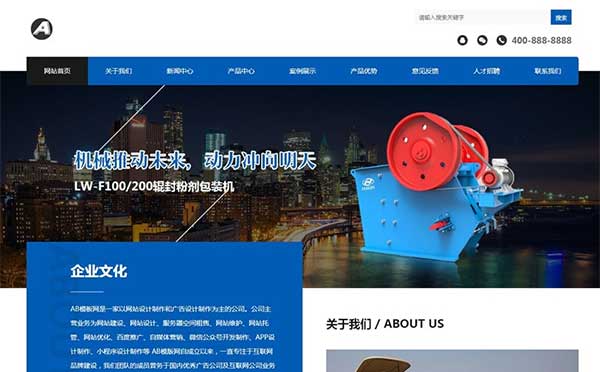 A
请输入搜索关键字
搜索
400-888-8888
网站首页 关于我们 新闻中心 产品中心 案例展示 产品优势 意见反馈 人才招聘 联系我们
机械推动未来，动力冲向明天
LW-F100/200辊封粉剂包装机
企业文化
AB模板网是一家以网站设计制作和广告设计制作为主的公司。公司主
营业务为网站建设、网站设计、服务器空间租售、网站维护、网站托
管、网站优化、百度推广、自媒体营销、微信公众号开发制作、APP设
计制作、小程序设计制作等 AB模版网自成立以来，一直专注于互联网
品牌建设，我们团队的成员曾务于国内优秀广告公司及互联网公司业务
关于我们 / ABOUT US